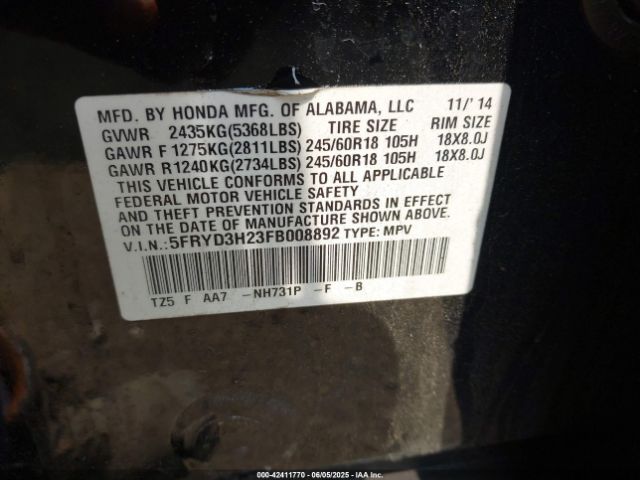 MFD. BY HONDA MFG. OF ALABAMA, LLC 11/'14
GVWR 2435KG(5368LBS) TIRE SIZE RIM SIZE
GAWR F 1275KG(2811LBS) 245/60R18 105H 18X8.0J
GAWR R 1240KG(2734LBS) 245/60R18 105H 18X8.0J
THIS VEHICLE CONFORMS TO ALL APPLICABLE
FEDERAL MOTOR VEHICLE SAFETY
AND THEFT PREVENTION STANDARDS IN EFFECT
ON THE DATE OF MANUFACTURE SHOWN ABOVE.
V.I.N.:5FRYD3H23FB008892 TYPE: MPV
TZ5 F AA7 -NH731P -F -B
000-42411770 - 06/05/2025 - IAA Inc.